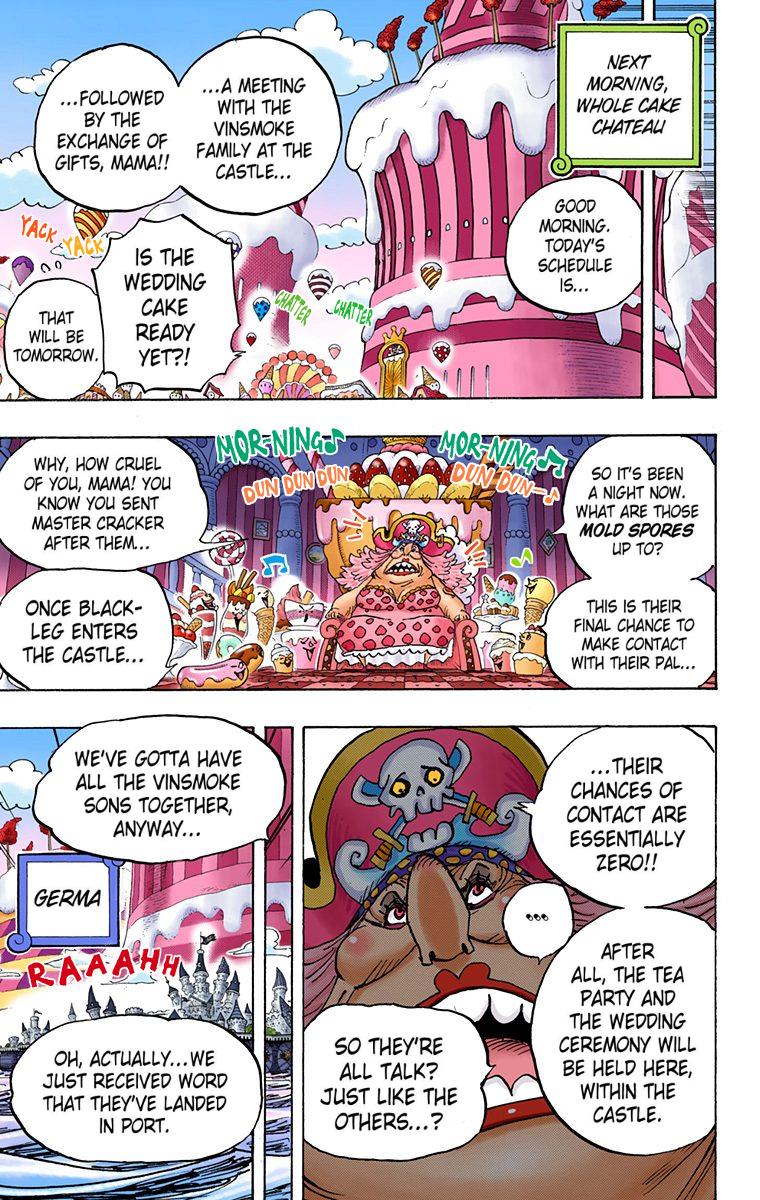 NEXT
MORNING,
WHOLE CAKE
CHATEAU
GOOD
MORNING.
TODAY'S
SCHEDULE
IS...
...A MEETING
WITH THE
VINSMOKE
FAMILY AT THE
CASTLE...
...FOLLOWED
BY THE
EXCHANGE OF
GIFTS, MAMA!!
YACK YACK
IS THE
WEDDING
CAKE
READY
YET?!
CHATTER
CHATTER
THAT
WILL BE
TOMORROW.
MOR-NING♪
DUN DUN-♪
MOR-NING♪
DUN DUN DUN
SO IT'S BEEN
A NIGHT NOW.
WHAT ARE THOSE
MOLD SPORES
UP TO?
THIS IS THEIR
FINAL CHANCE TO
MAKE CONTACT
WITH THEIR PAL...
WHY, HOW CRUEL
OF YOU, MAMA! YOU
KNOW YOU SENT
MASTER CRACKER
AFTER THEM...
ONCE BLACK-
LEG ENTERS
THE CASTLE...
...THEIR
CHANCES OF
CONTACT ARE
ESSENTIALLY
ZERO!!
AFTER
ALL, THE TEA
PARTY AND
THE WEDDING
CEREMONY WILL
BE HELD HERE,
WITHIN THE
CASTLE.
...
SO THEY'RE
ALL TALK?
JUST LIKE THE
OTHERS...?
WE'VE GOTTA HAVE
ALL THE VINSMOKE
SONS TOGETHER,
ANYWAY...
GERMA
RAAAHH
OH, ACTUALLY...WE
JUST RECEIVED WORD
THAT THEY'VE LANDED
IN PORT.